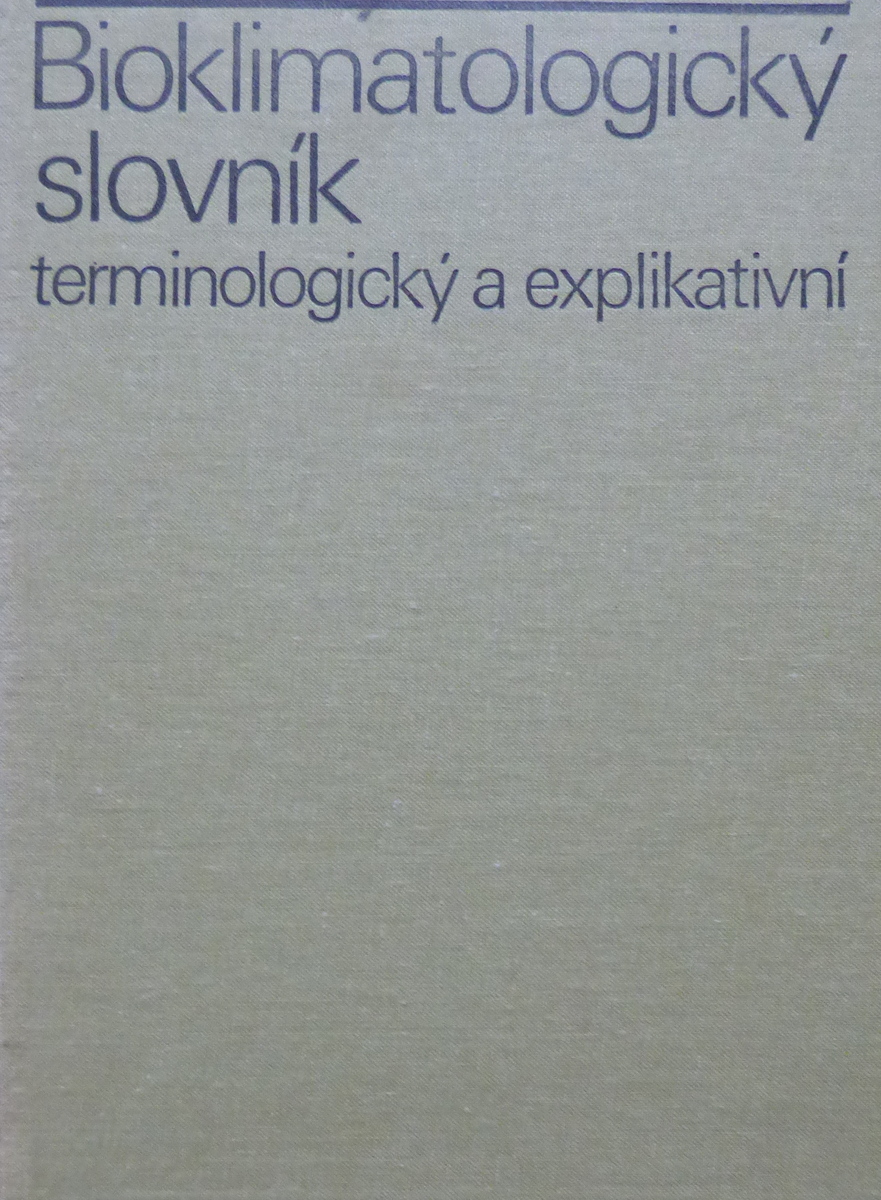 Bioklimatologický
slovník
terminologický a explikativní